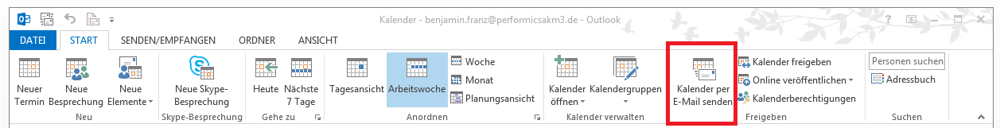 Kalender - benjamin.franz@performicsakm3.de - Outlook
DATEI START SENDEN/EMPFANGEN ORDNER ANSICHT
Neuer Termin
Neue Besprechung
Neue Elemente
Neu
Neue Skype-Besprechung
Skype-Besprechung
Heute
Nächste 7 Tage
Gehe zu
Tagesansicht
Arbeitswoche
Woche
Monat
Planungsansicht
Anordnen
Kalender öffnen
Kalendergruppen
Kalender verwalten
Kalender per E-Mail senden
Kalender freigeben
Online veröffentlichen
Kalenderberechtigungen
Freigeben
Personen suchen
Adressbuch
Suchen